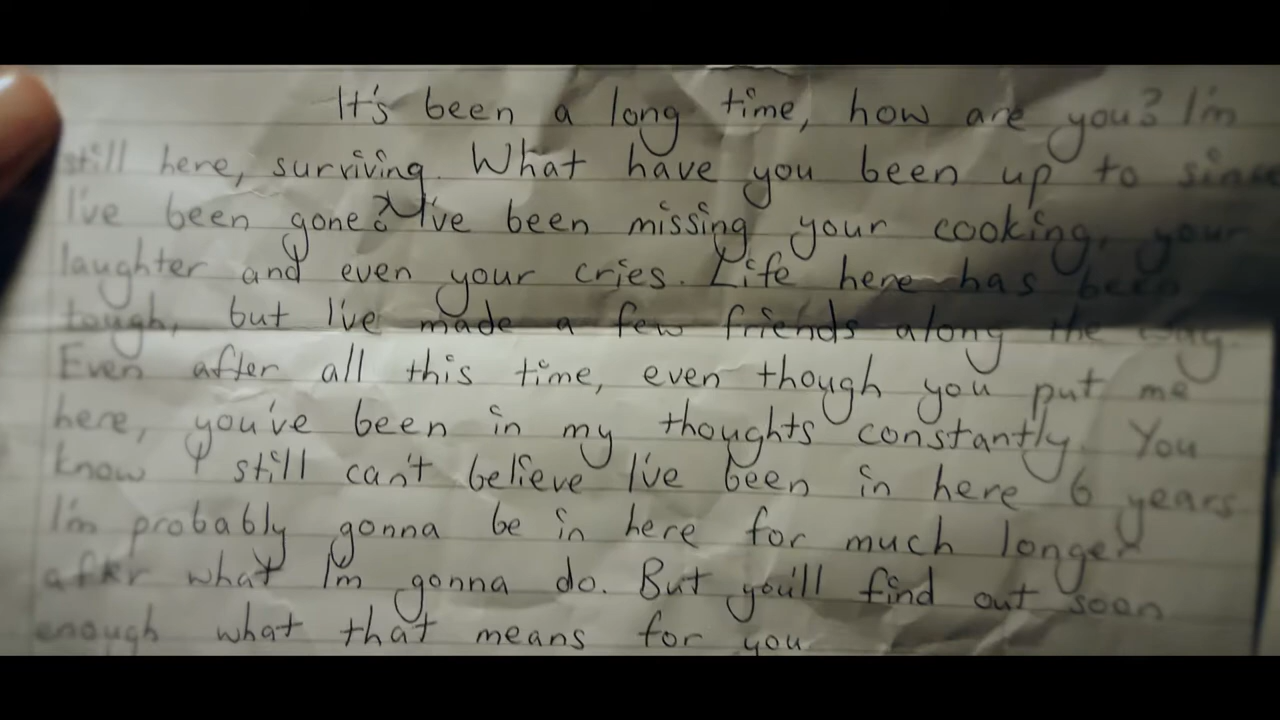 It's been a long time, how are you? I'm
still here, surviving. What have you been up to since
I've been gone? I've been missing your cooking, your
laughter and even your cries. Life here has been
tough, but I've made a few friends along the way.
Even after all this time, even though you put me
here, you've been in my thoughts constantly. You
know I still can't believe I've been in here 6 years.
I'm probably gonna be in here for much longer
after what I'm gonna do. But you'll find out soon
enough what that means for you